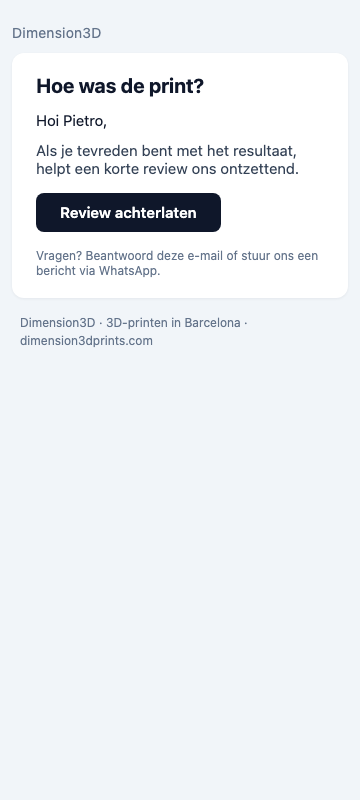 Dimension3D
Hoe was de print?
Hoi Pietro,
Als je tevreden bent met het resultaat,
helpt een korte review ons ontzettend.
Review achterlaten
Vragen? Beantwoord deze e-mail of stuur ons een
bericht via WhatsApp.
Dimension3D · 3D-printen in Barcelona ·
dimension3dprints.com